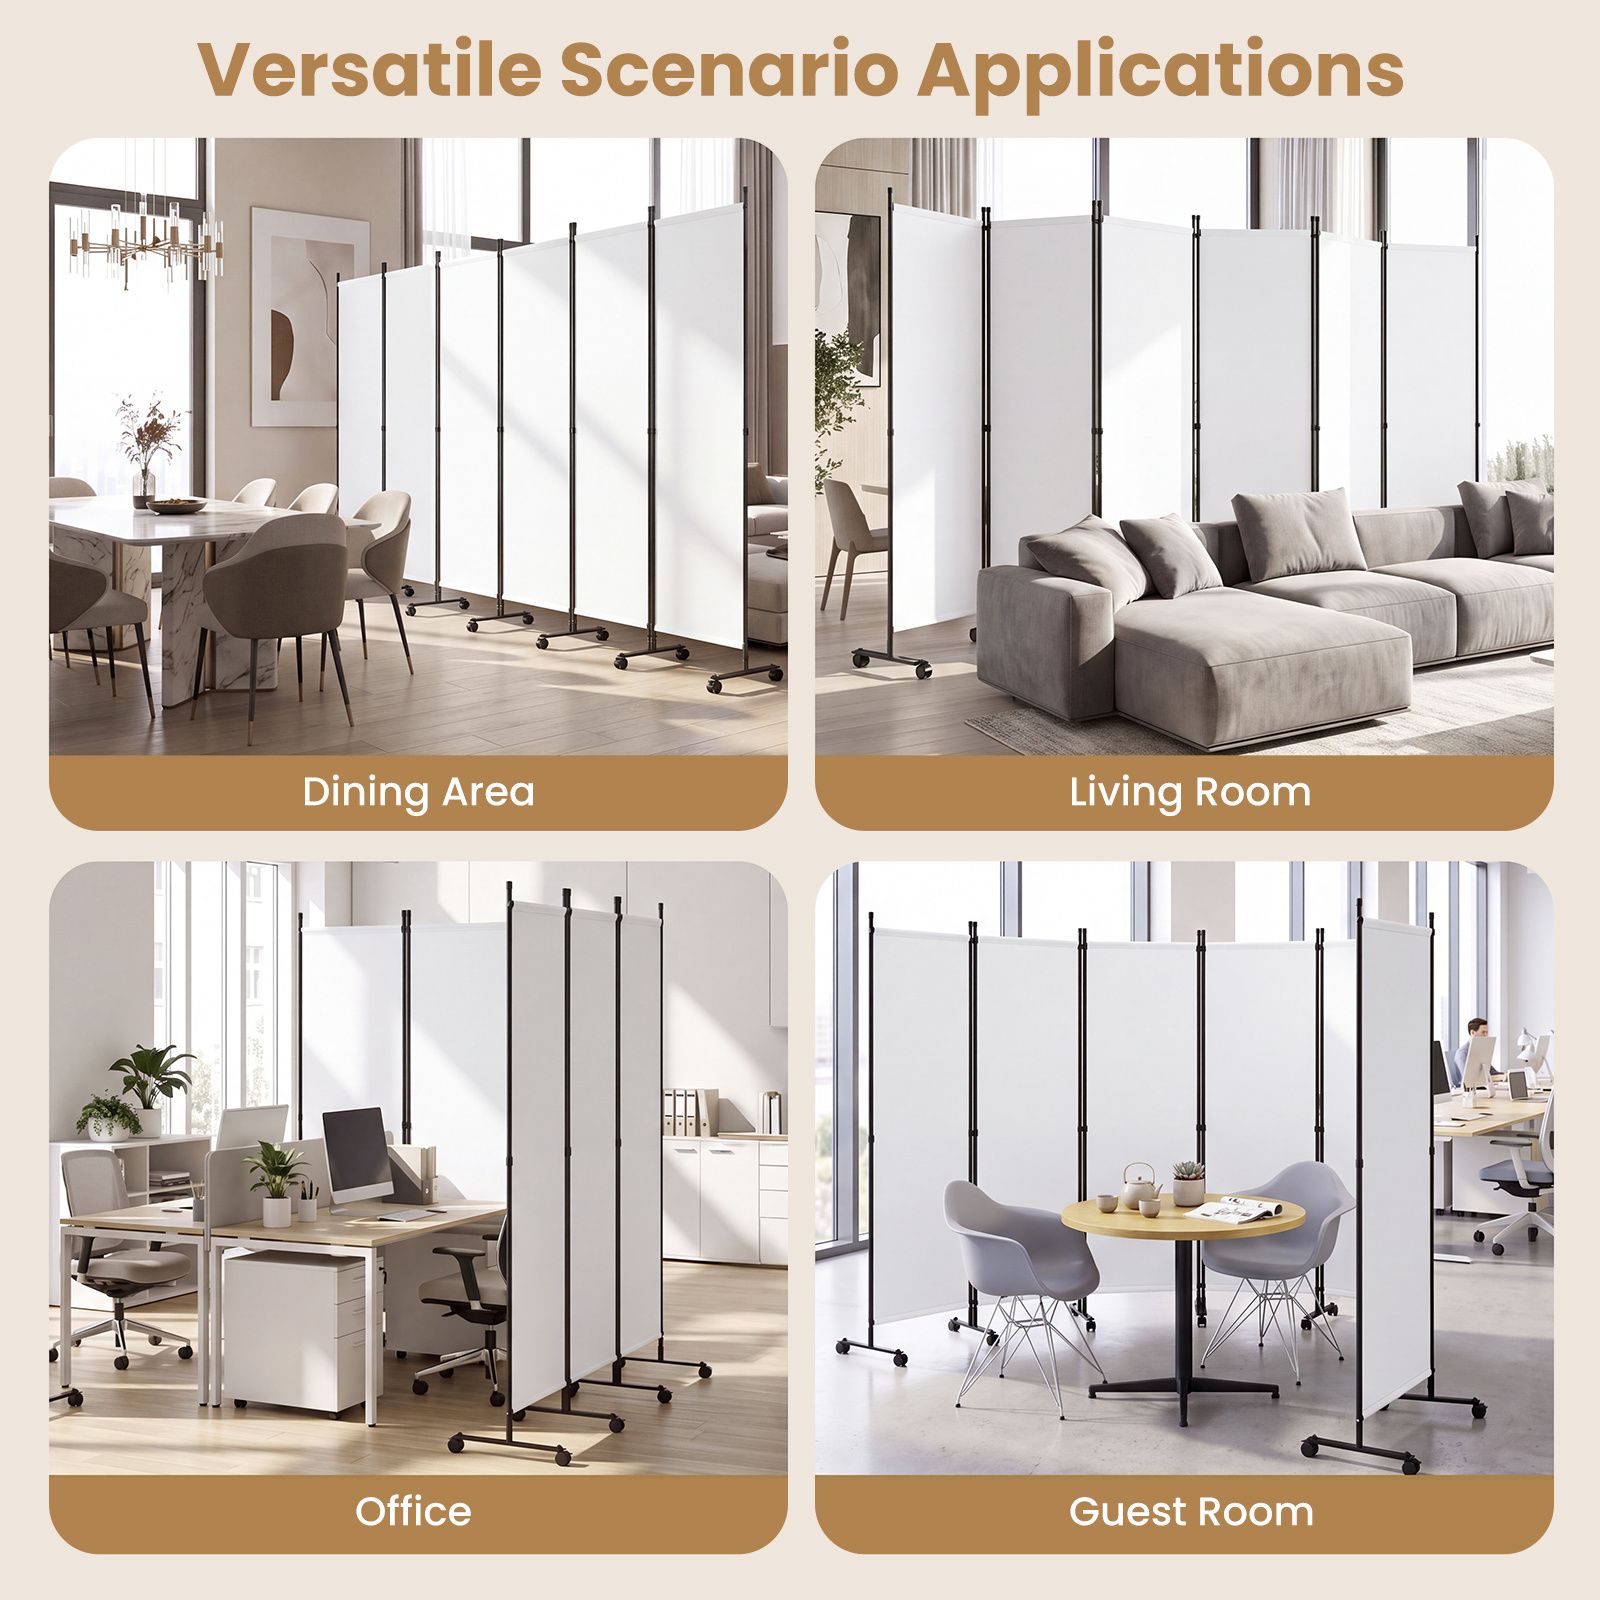 Versatile Scenario Applications
Dining Area
Living Room
Office
Guest Room